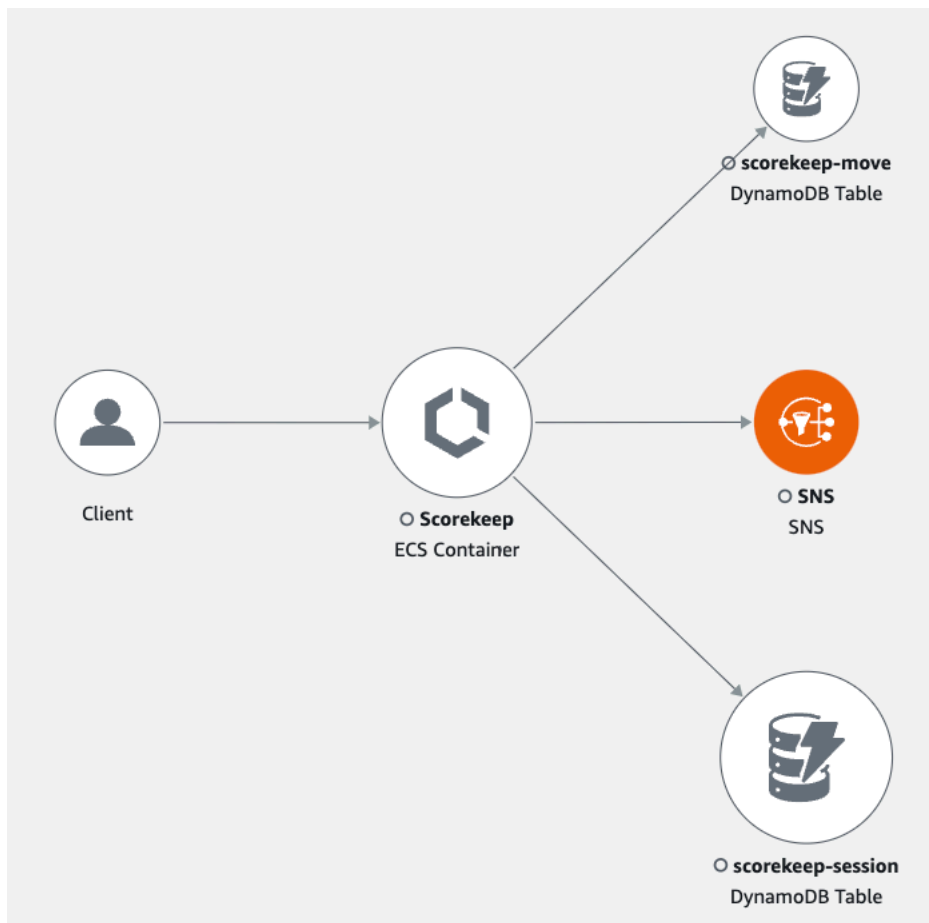 scorekeep-move
DynamoDB Table
Client
Scorekeep
ECS Container
SNS
SNS
scorekeep-session
DynamoDB Table